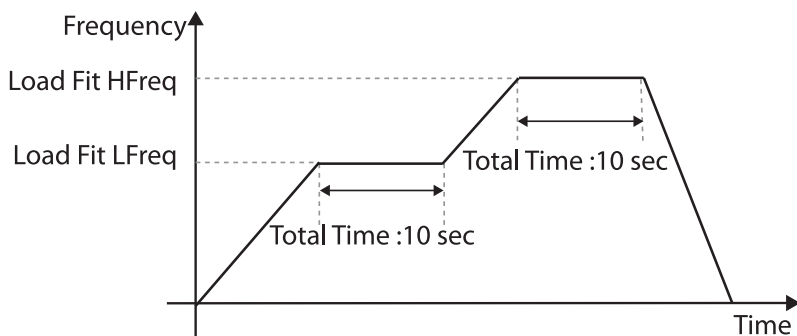 Frequency
Load Fit HFreq
Load Fit LFreq
Total Time :10 sec
Total Time :10 sec
Time